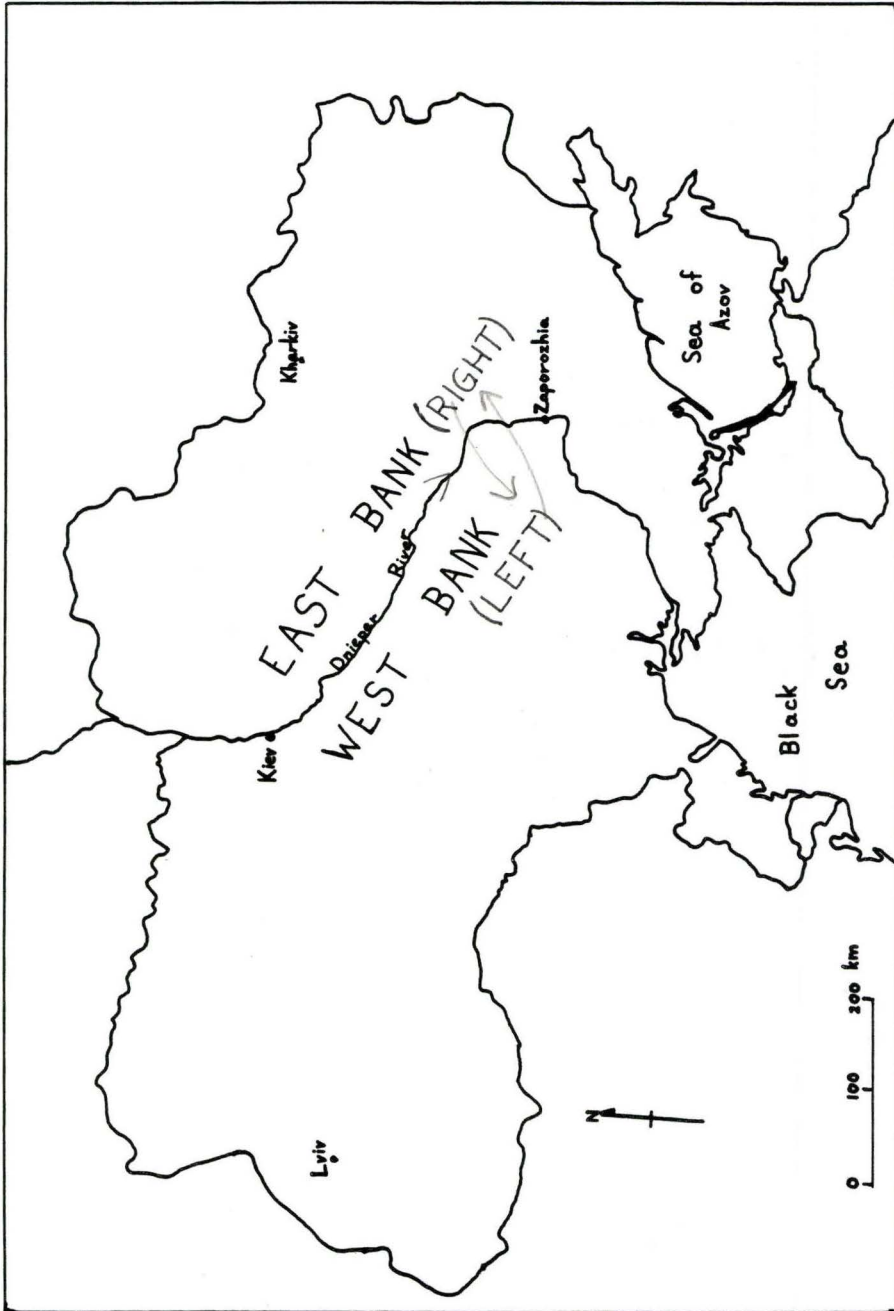 Kharkiv
Kiev
EAST BANK (RIGHT)
Dnieper River
WEST BANK
(LEFT)
Lviv
Zaporozhia
Sea of
Azov
Black
Sea
N
0 100 200 km